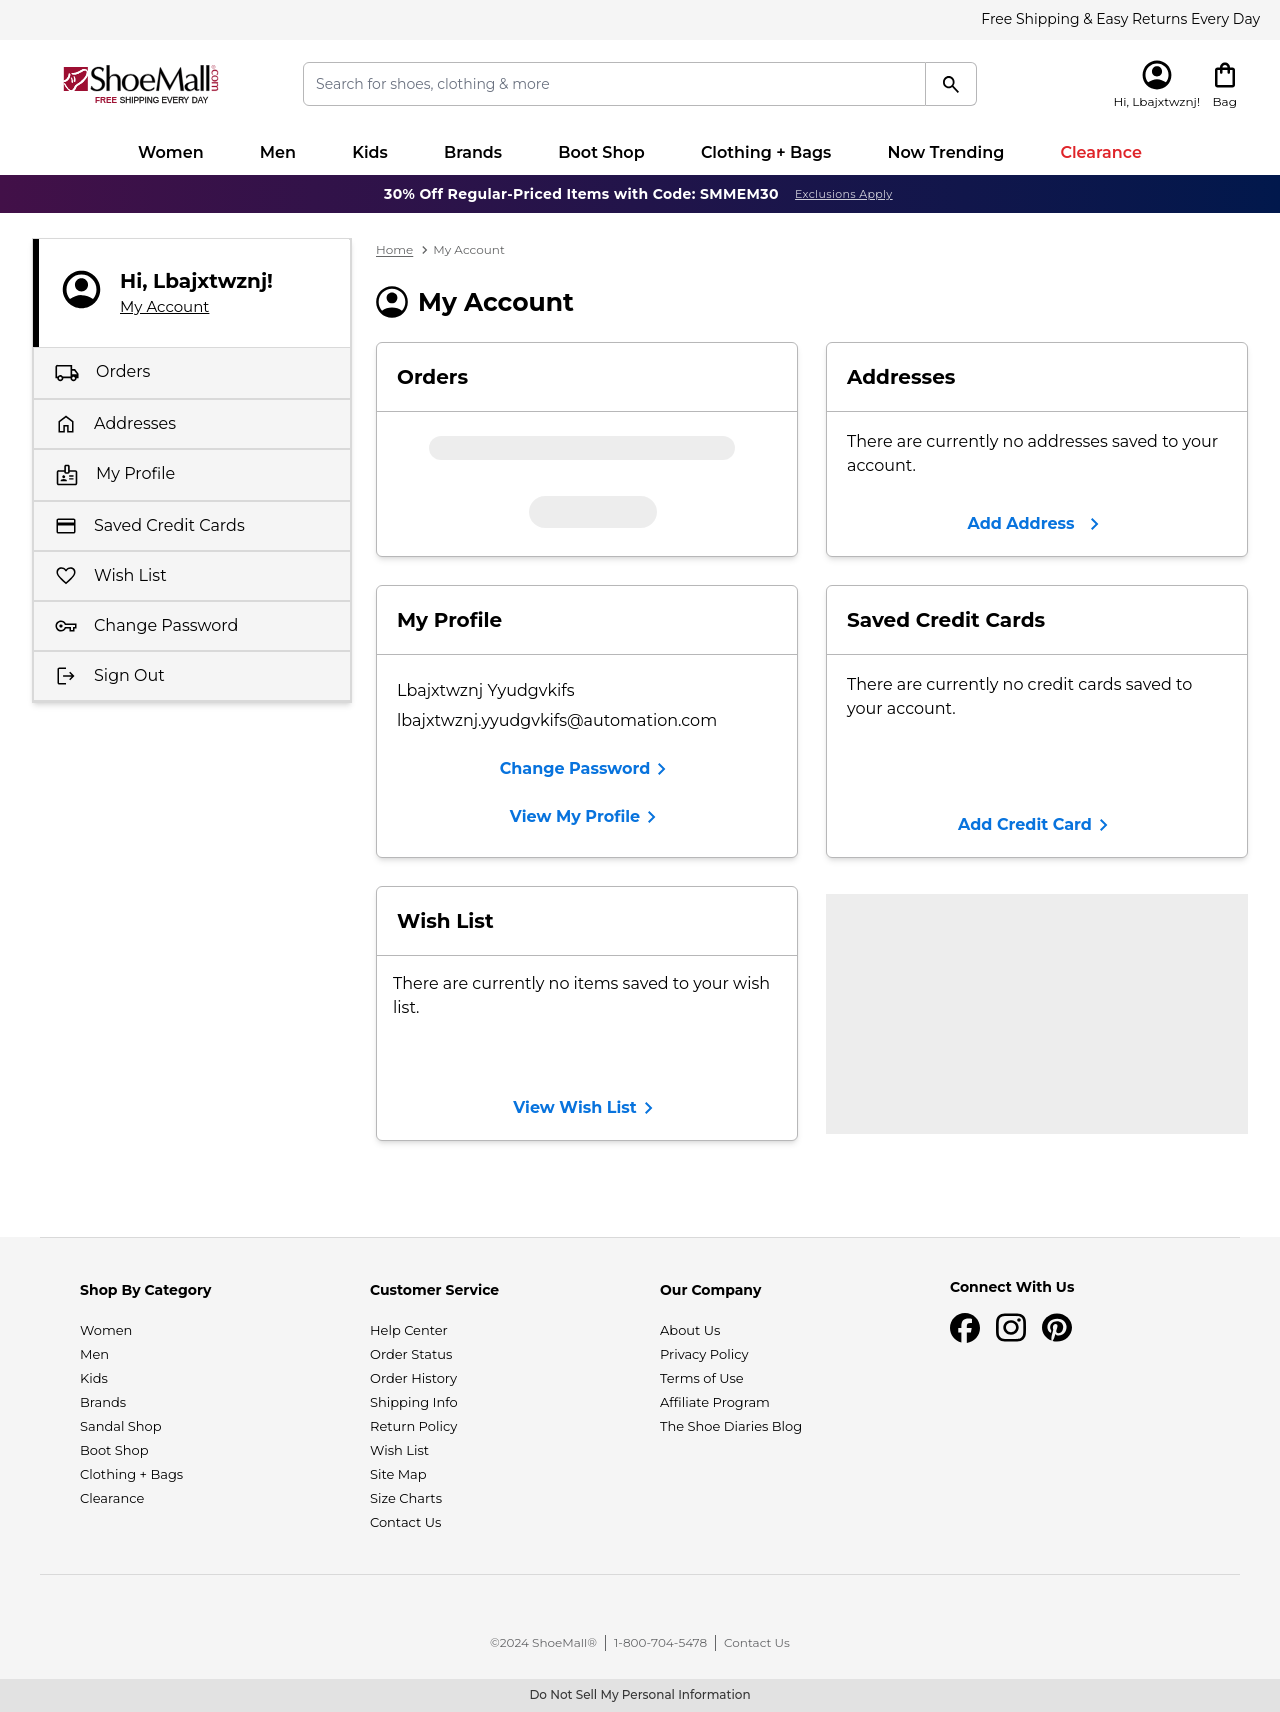 Free Shipping & Easy Returns Every Day
ShoeMall.com
FREE SHIPPING EVERY DAY
Search for shoes, clothing & more
Hi, Lbajxtwznj!
Bag
Women
Men
Kids
Brands
Boot Shop
Clothing + Bags
Now Trending
Clearance
30% Off Regular-Priced Items with Code: SMMEM30
Exclusions Apply
Hi, Lbajxtwznj!
My Account
Orders
Addresses
My Profile
Saved Credit Cards
Wish List
Change Password
Sign Out
Home
My Account
My Account
Orders
Addresses
There are currently no addresses saved to your
account.
Add Address
My Profile
Lbajxtwznj Yyudgvkifs
lbajxtwznj.yyudgvkifs@automation.com
Change Password
View My Profile
Saved Credit Cards
There are currently no credit cards saved to
your account.
Add Credit Card
Wish List
There are currently no items saved to your wish
list.
View Wish List
Shop By Category
Women
Men
Kids
Brands
Sandal Shop
Boot Shop
Clothing + Bags
Clearance
Customer Service
Help Center
Order Status
Order History
Shipping Info
Return Policy
Wish List
Site Map
Size Charts
Contact Us
Our Company
About Us
Privacy Policy
Terms of Use
Affiliate Program
The Shoe Diaries Blog
Connect With Us
©2024 ShoeMall®
1-800-704-5478
Contact Us
Do Not Sell My Personal Information